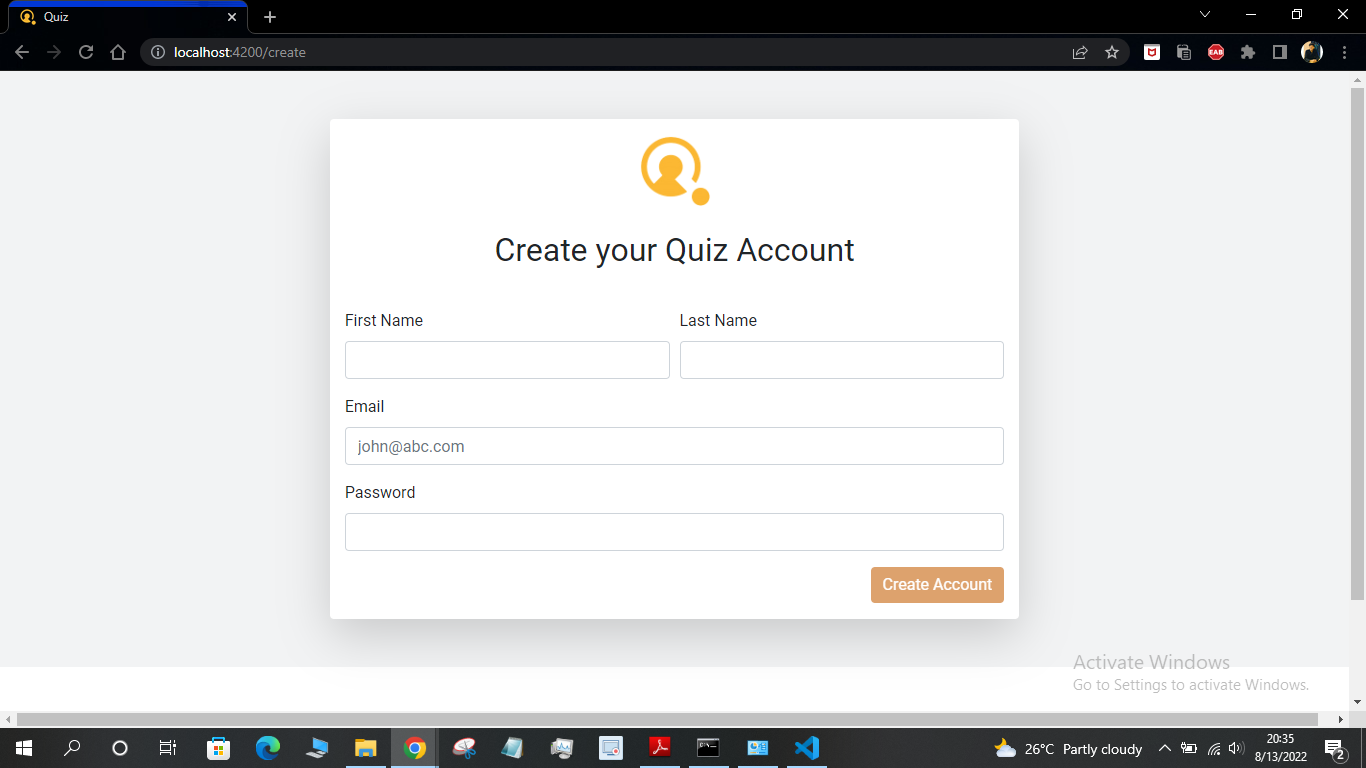 Quiz
localhost:4200/create
EAB
Create your Quiz Account
First Name
Last Name
Email
john@abc.com
Password
Create Account
Activate Windows
Go to Settings to activate Windows.
26°C Partly cloudy
20:35
8/13/2022
2